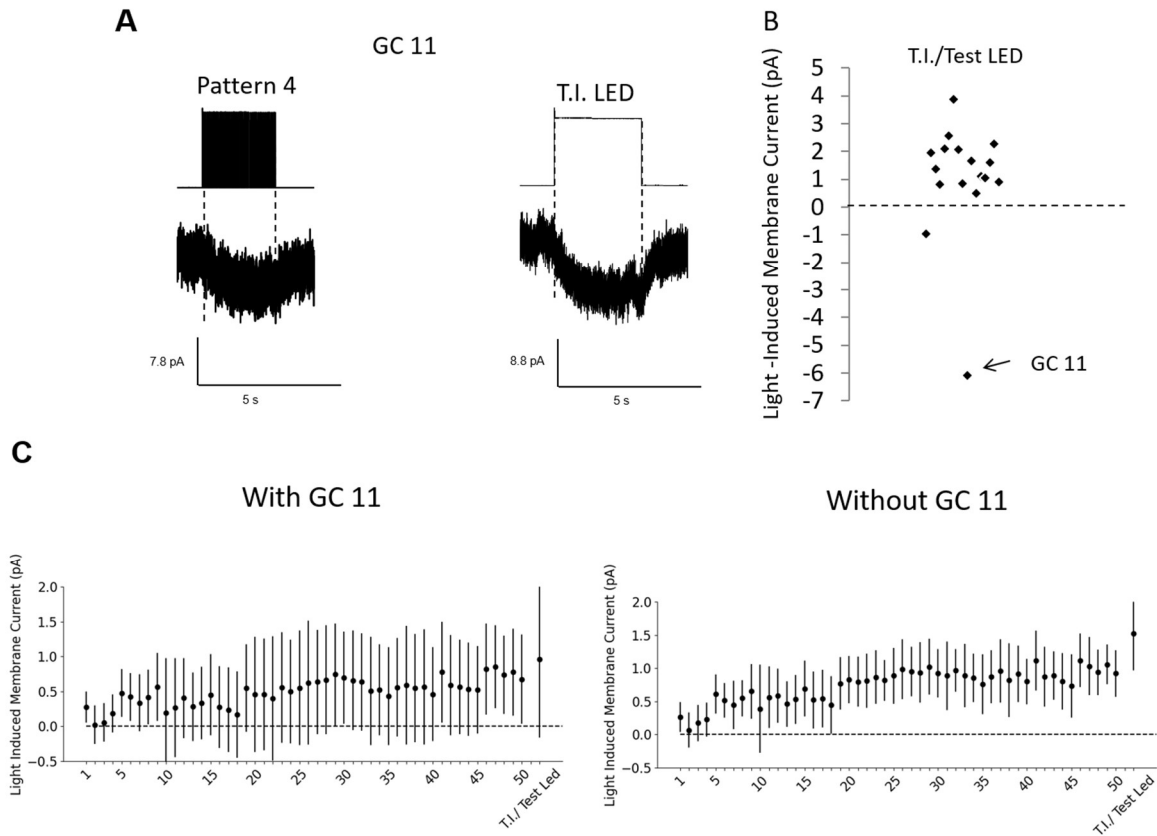 A
GC 11
Pattern 4
T.I. LED
7.8 pA
5 s
8.8 pA
5 s
B
T.I./Test LED
Light -Induced Membrane Current (pA)
5
4
3
2
1
0
-1
-2
-3
-4
-5
-6
-7
GC 11
C
With GC 11
Light Induced Membrane Current (pA)
2.0
1.5
1.0
0.5
0.0
−0.5
1
5
10
15
20
25
30
35
40
45
50
T.I./ Test Led
Without GC 11
Light Induced Membrane Current (pA)
2.0
1.5
1.0
0.5
0.0
−0.5
1
5
10
15
20
25
30
35
40
45
50
T.I./ Test Led